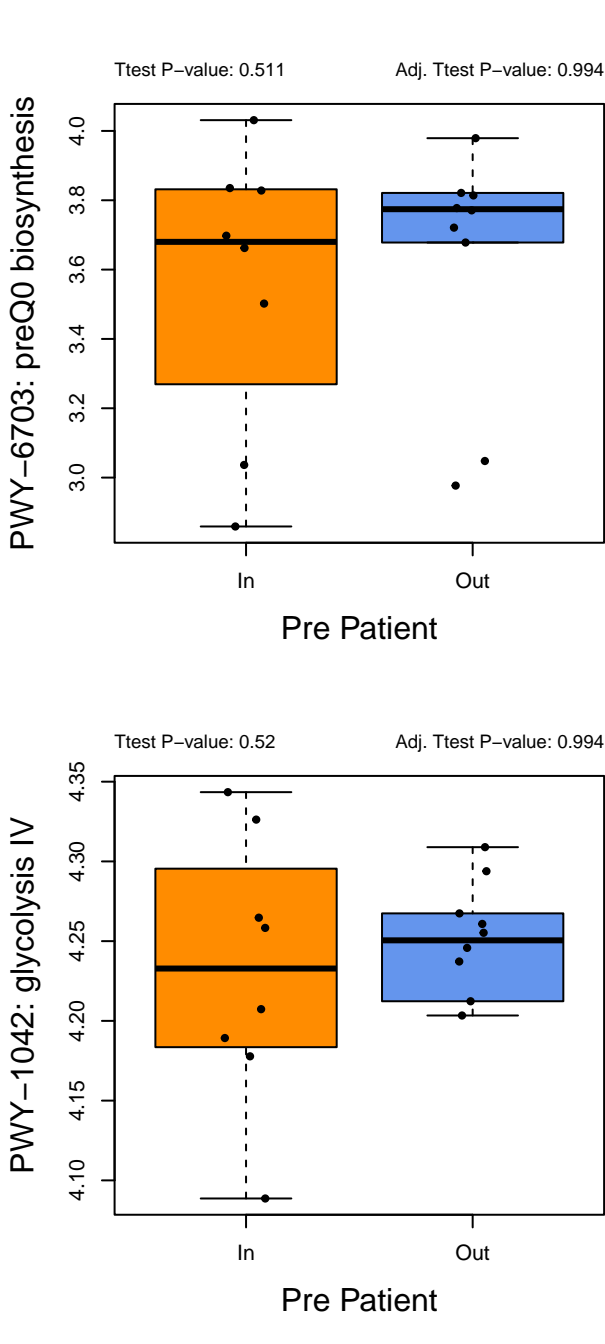 Ttest P−value: 0.511
Adj. Ttest P−value: 0.994
PWY−6703: preQ0 biosynthesis
4.0
3.8
3.6
3.4
3.2
3.0
In
Out
Pre Patient
Ttest P−value: 0.52
Adj. Ttest P−value: 0.994
PWY−1042: glycolysis IV
4.35
4.30
4.25
4.20
4.15
4.10
In
Out
Pre Patient